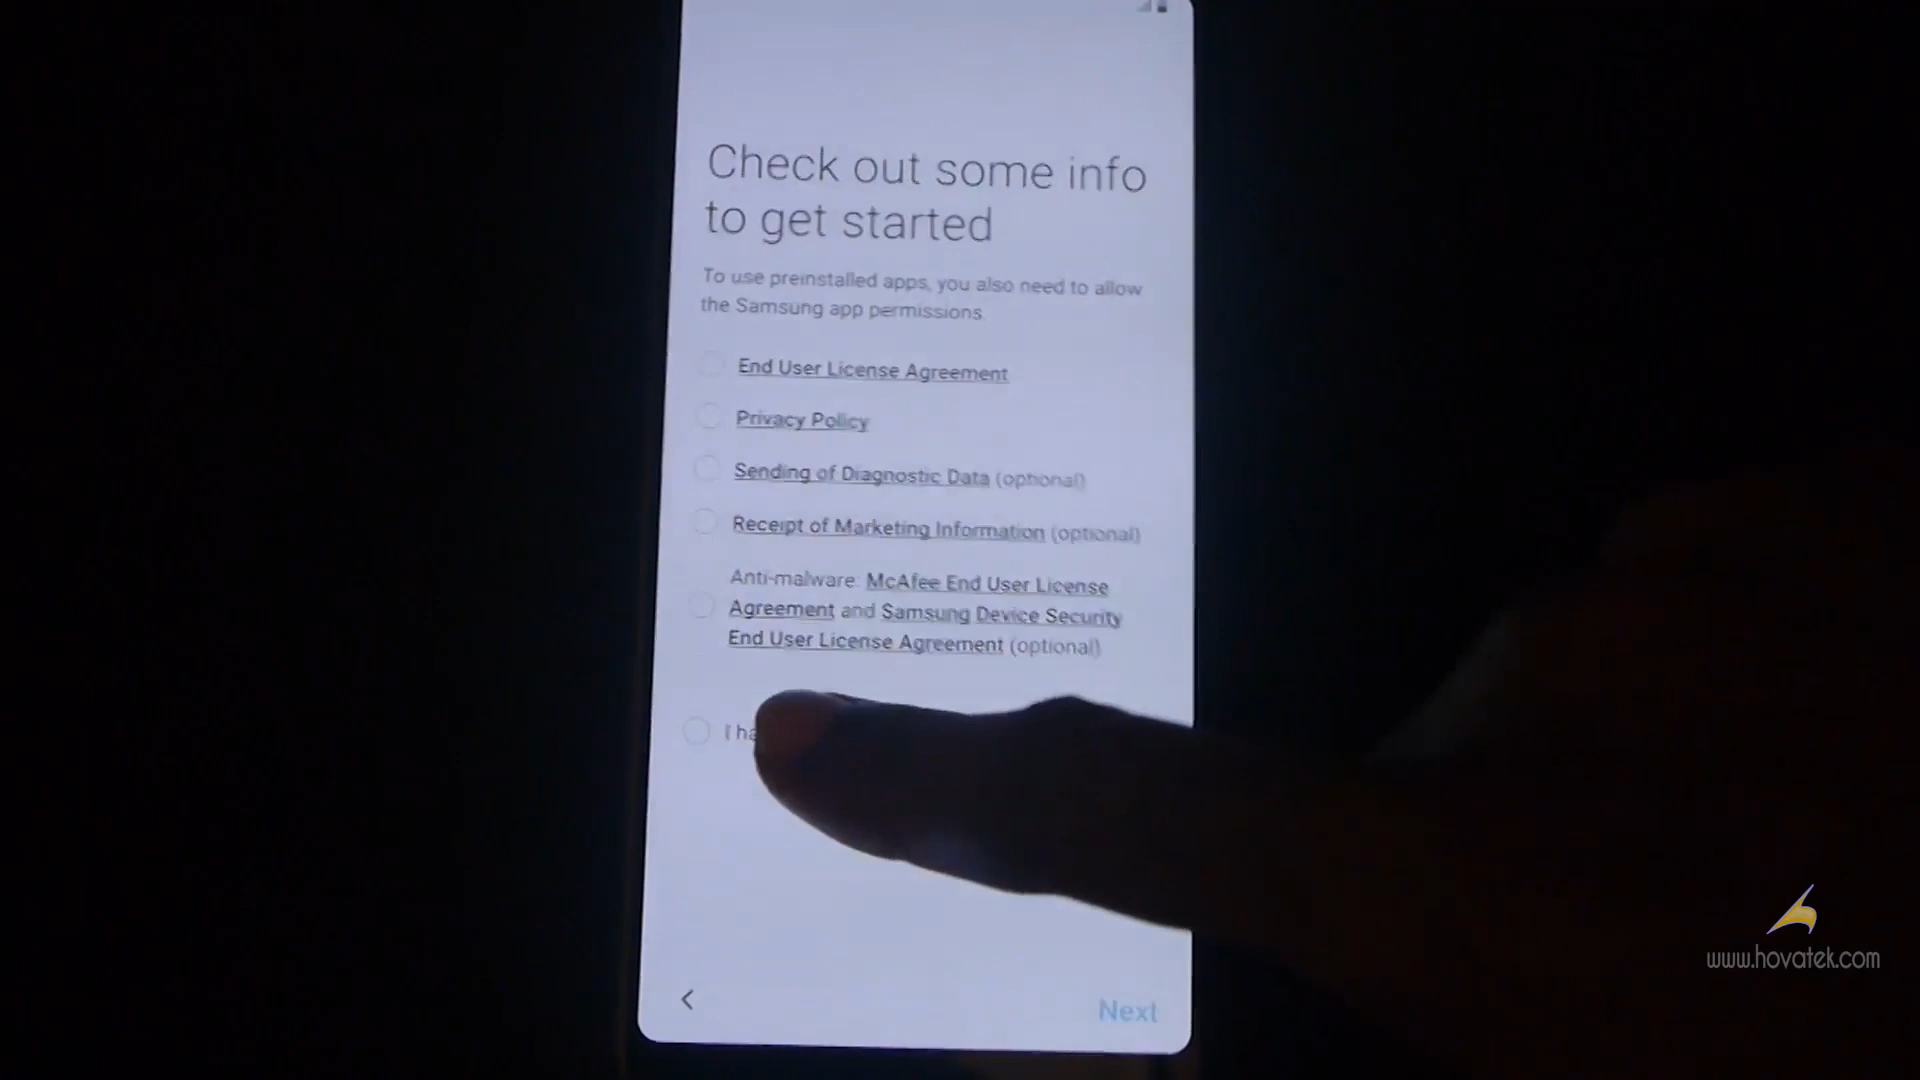 Check out some info
to get started
To use preinstalled apps, you also need to allow
the Samsung app permissions.
End User License Agreement
Privacy Policy
Sending of Diagnostic Data (optional)
Receipt of Marketing Information (optional)
Anti-malware: McAfee End User License
Agreement and Samsung Device Security
End User License Agreement (optional)
I ha
Next
www.hovatek.com